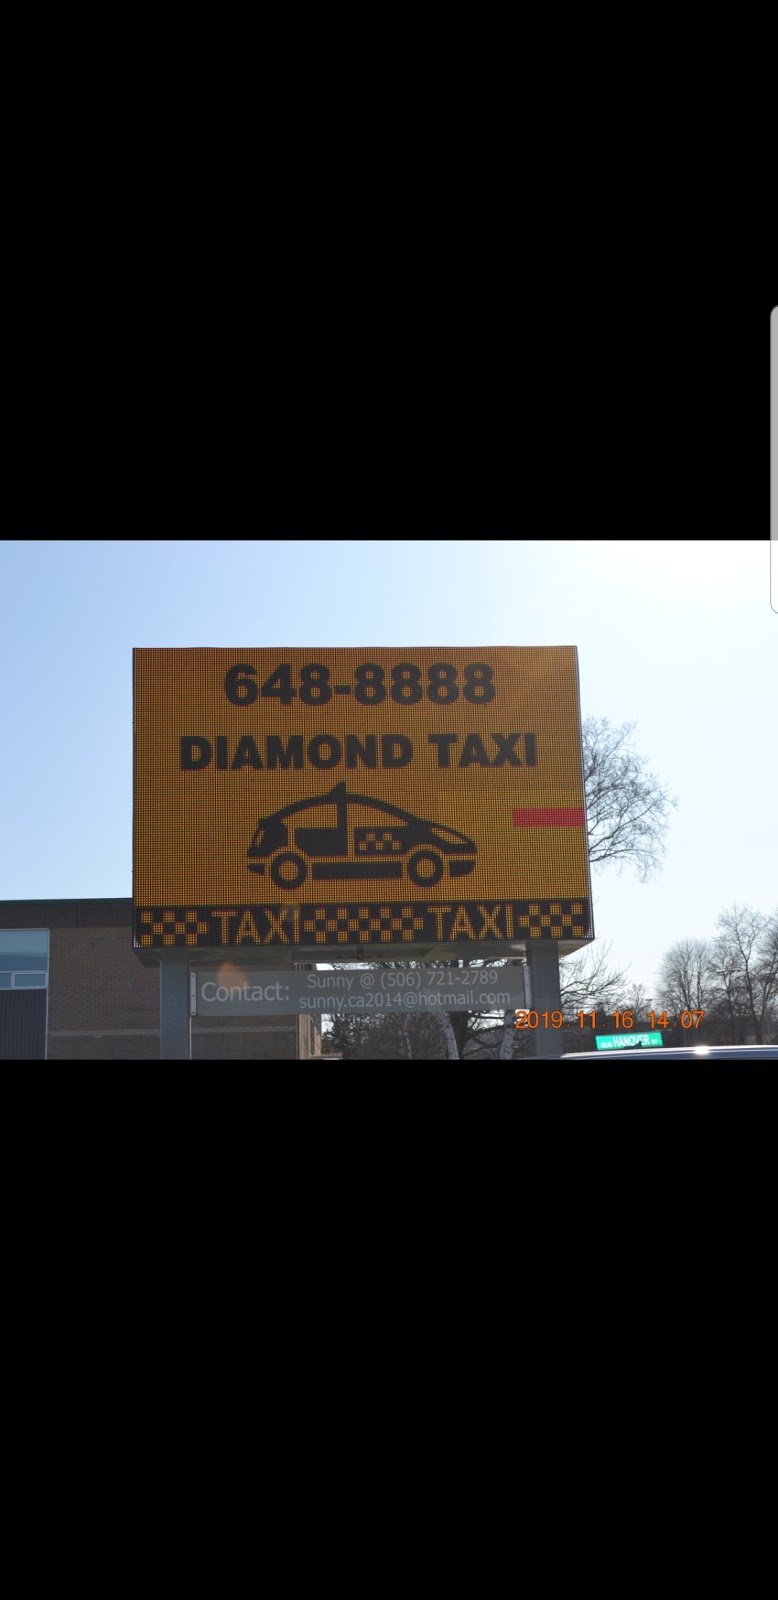 648-8888
DIAMOND TAXI
TAXI TAXI
Contact: Sunny @ (506) 721-2789
sunny.ca2014@hotmail.com
2019 11 16 14 07
HANOVER ST